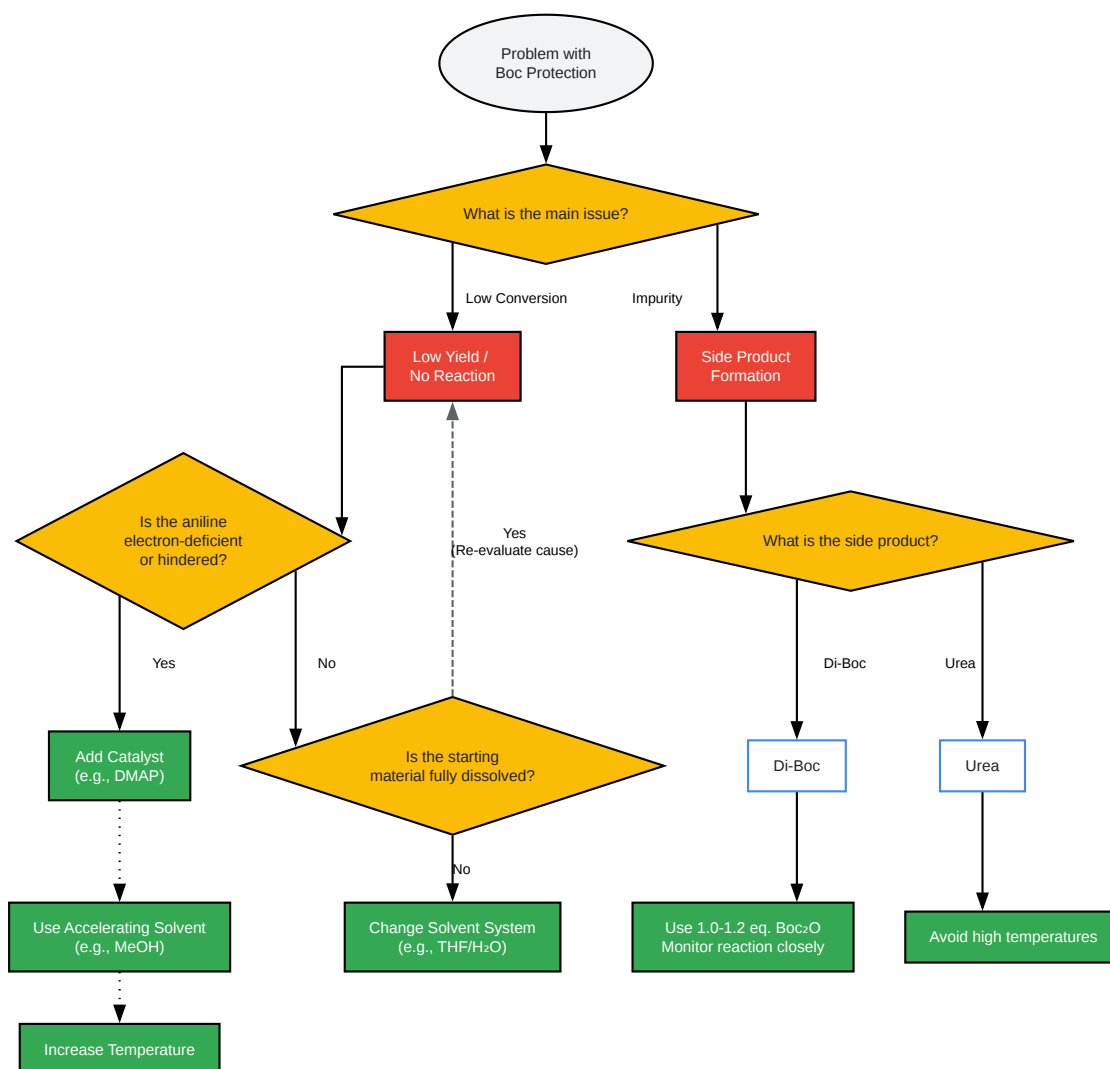 Problem with
Boc Protection
What is the main issue?
Low Conversion
Impurity
Low Yield /
No Reaction
Side Product
Formation
Is the aniline
electron-deficient
or hindered?
Yes
(Re-evaluate cause)
What is the side product?
Yes
No
Di-Boc
Urea
Add Catalyst
(e.g., DMAP)
Is the starting
material fully dissolved?
Di-Boc
Urea
No
Use Accelerating Solvent
(e.g., MeOH)
Change Solvent System
(e.g., THF/H₂O)
Use 1.0-1.2 eq. Boc₂O
Monitor reaction closely
Avoid high temperatures
Increase Temperature